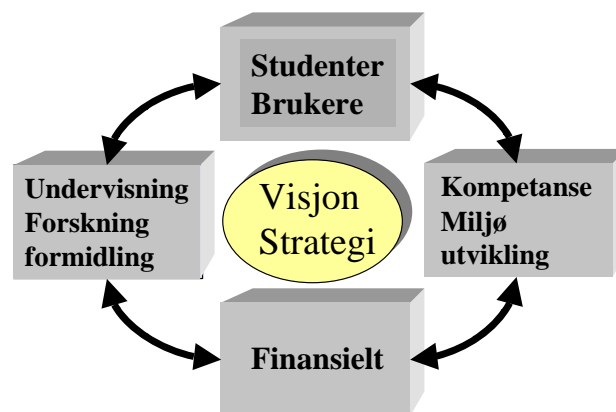 Studenter
Brukere
Undervisning
Forskning
formidling
Visjon
Strategi
Kompetanse
Miljø
utvikling
Finansielt